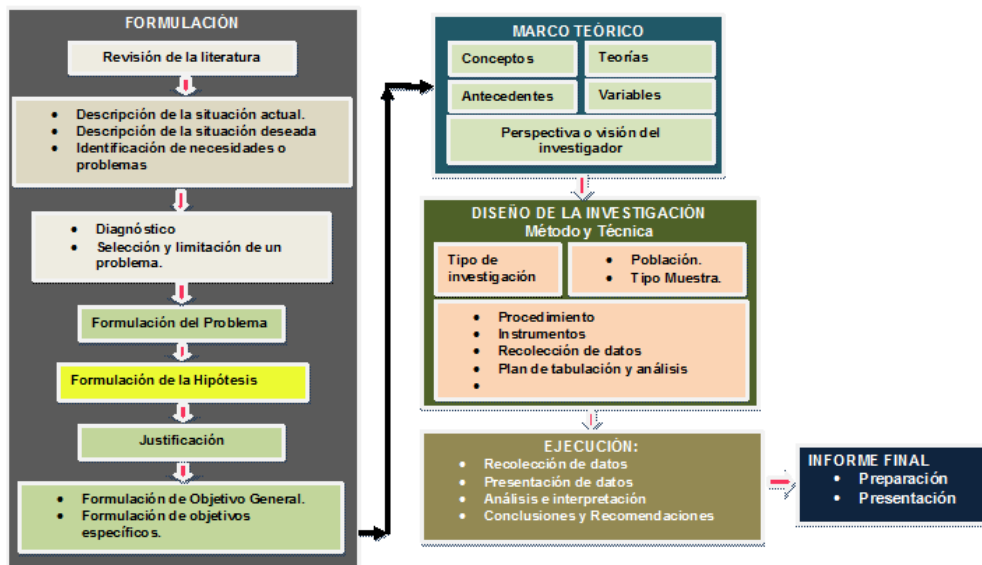 FORMULACIÓN
Revisión de la literatura
• Descripción de la situación actual.
• Descripción de la situación deseada
• Identificación de necesidades o
problemas
• Diagnóstico
• Selección y limitación de un
problema.
Formulación del Problema
Formulación de la Hipótesis
Justificación
• Formulación de Objetivo General.
• Formulación de objetivos
específicos.
MARCO TEÓRICO
Conceptos
Teorías
Antecedentes
Variables
Perspectiva o visión del
investigador
DISEÑO DE LA INVESTIGACIÓN
Método y Técnica
Tipo de
investigación
• Población.
• Tipo Muestra.
• Procedimiento
• Instrumentos
• Recolección de datos
• Plan de tabulación y análisis
•
EJECUCIÓN:
• Recolección de datos
• Presentación de datos
• Análisis e interpretación
• Conclusiones y Recomendaciones
INFORME FINAL
• Preparación
• Presentación